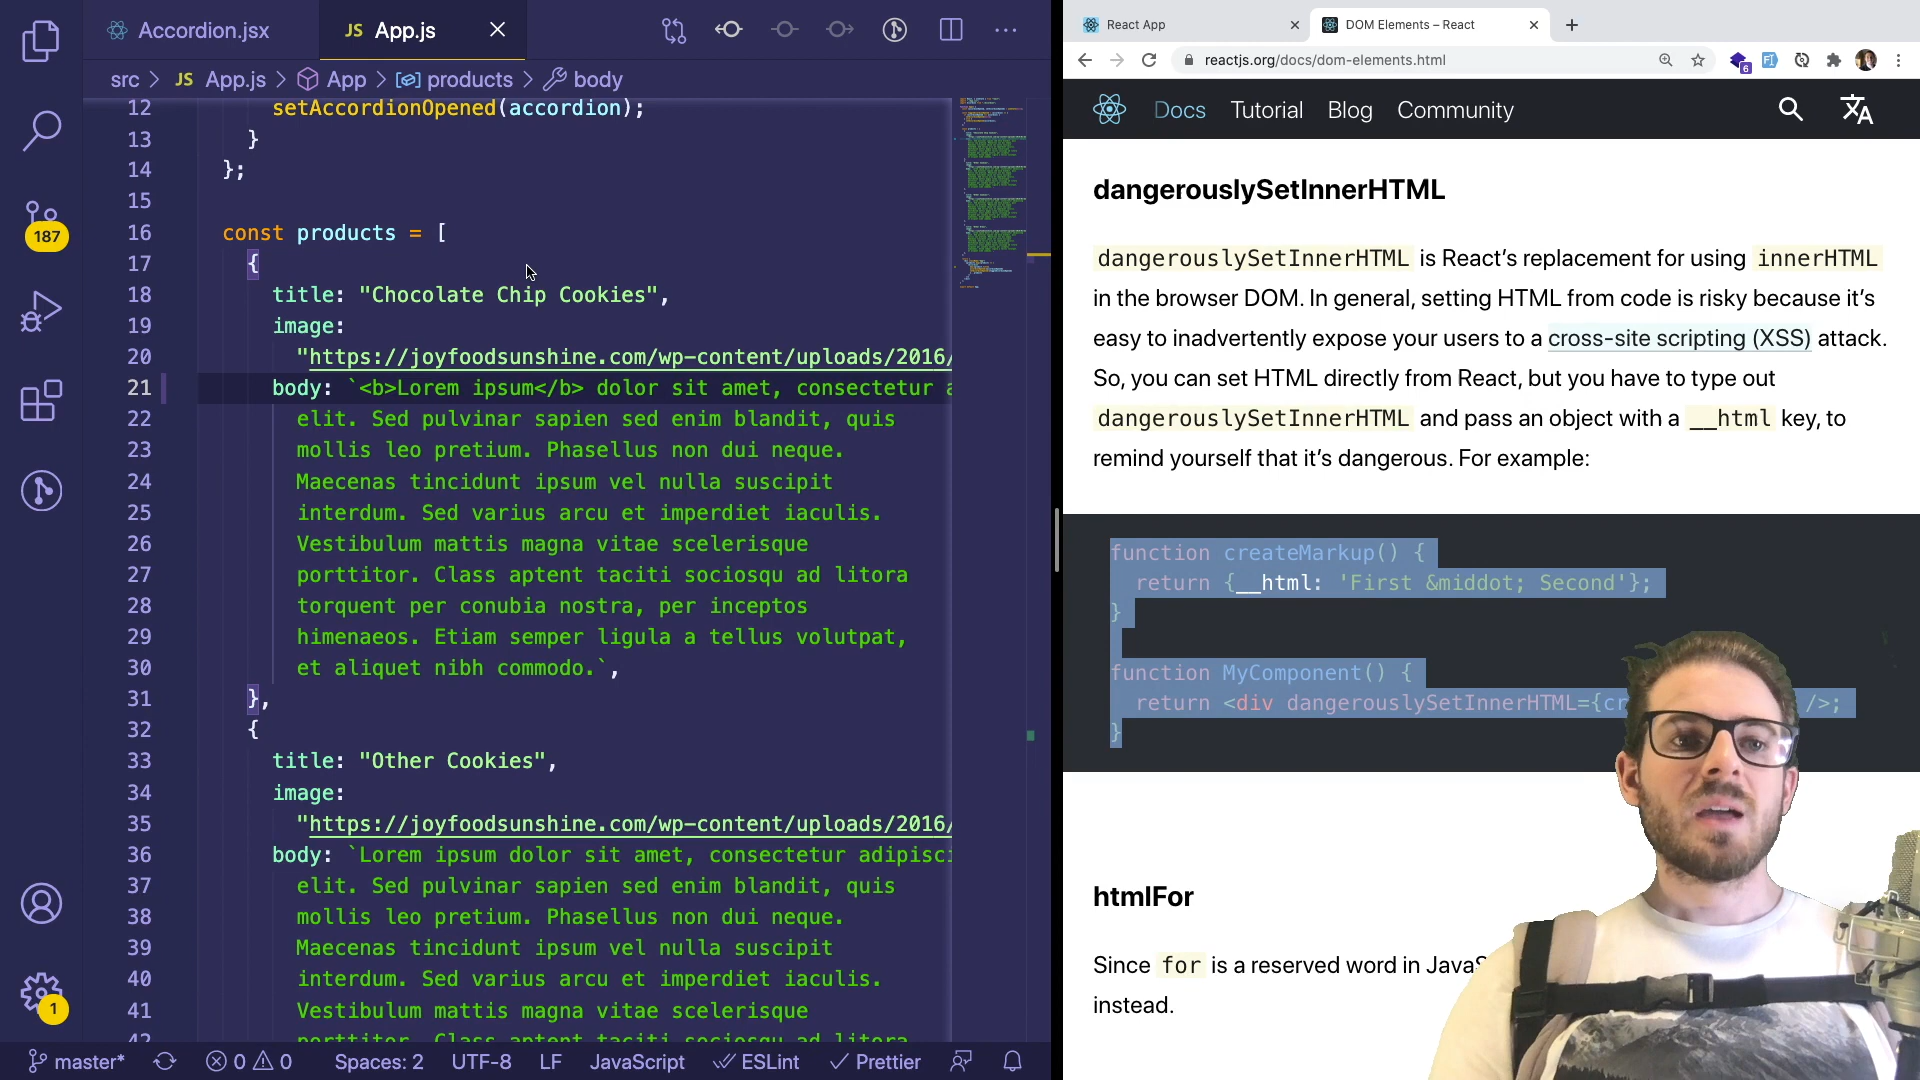 Accordion.jsx
JS App.js
src > JS App.js > App > products > body
187
1
12 setAccordionOpened(accordion);
13 }
14 };
15
16 const products = [
17 {
18 title: "Chocolate Chip Cookies",
19 image:
20 "https://joyfoodsunshine.com/wp-content/uploads/2016/
21 body: `<b>Lorem ipsum</b> dolor sit amet, consectetur a
22 elit. Sed pulvinar sapien sed enim blandit, quis
23 mollis leo pretium. Phasellus non dui neque.
24 Maecenas tincidunt ipsum vel nulla suscipit
25 interdum. Sed varius arcu et imperdiet iaculis.
26 Vestibulum mattis magna vitae scelerisque
27 porttitor. Class aptent taciti sociosqu ad litora
28 torquent per conubia nostra, per inceptos
29 himenaeos. Etiam semper ligula a tellus volutpat,
30 et aliquet nibh commodo.`,
31 },
32 {
33 title: "Other Cookies",
34 image:
35 "https://joyfoodsunshine.com/wp-content/uploads/2016/
36 body: `Lorem ipsum dolor sit amet, consectetur adipisci
37 elit. Sed pulvinar sapien sed enim blandit, quis
38 mollis leo pretium. Phasellus non dui neque.
39 Maecenas tincidunt ipsum vel nulla suscipit
40 interdum. Sed varius arcu et imperdiet iaculis.
41 Vestibulum mattis magna vitae scelerisque
42 porttitor. Class aptent taciti sociosqu ad litora
master* 0 0 Spaces: 2 UTF-8 LF JavaScript ESLint Prettier
React App
DOM Elements – React
reactjs.org/docs/dom-elements.html
6
Docs Tutorial Blog Community
dangerouslySetInnerHTML
dangerouslySetInnerHTML is React’s replacement for using innerHTML
in the browser DOM. In general, setting HTML from code is risky because it’s
easy to inadvertently expose your users to a cross-site scripting (XSS) attack.
So, you can set HTML directly from React, but you have to type out
dangerouslySetInnerHTML and pass an object with a __html key, to
remind yourself that it’s dangerous. For example:
function createMarkup() {
return {__html: 'First &middot; Second'};
}
function MyComponent() {
return <div dangerouslySetInnerHTML={cr />;
}
htmlFor
Since for is a reserved word in JavaS
instead.